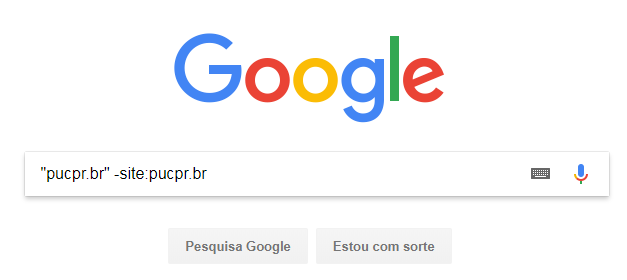 Google
"pucpr.br" -site:pucpr.br
Pesquisa Google
Estou com sorte